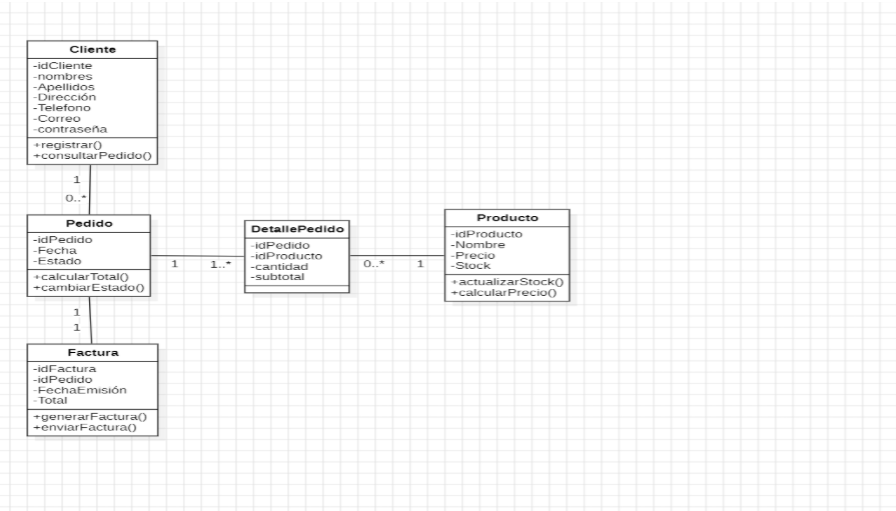 Cliente
-idCliente
-nombres
-Apellidos
-Dirección
-Telefono
-Correo
-contraseña
+registrar()
+consultarPedido()
1
0..*
Pedido
-idPedido
-Fecha
-Estado
+calcularTotal()
+cambiarEstado()
1
1..*
DetallePedido
-idPedido
-idProducto
-cantidad
-subtotal
0..*
1
Producto
-idProducto
-Nombre
-Precio
-Stock
+actualizarStock()
+calcularPrecio()
1
1
Factura
-idFactura
-idPedido
-FechaEmisión
-Total
+generarFactura()
+enviarFactura()